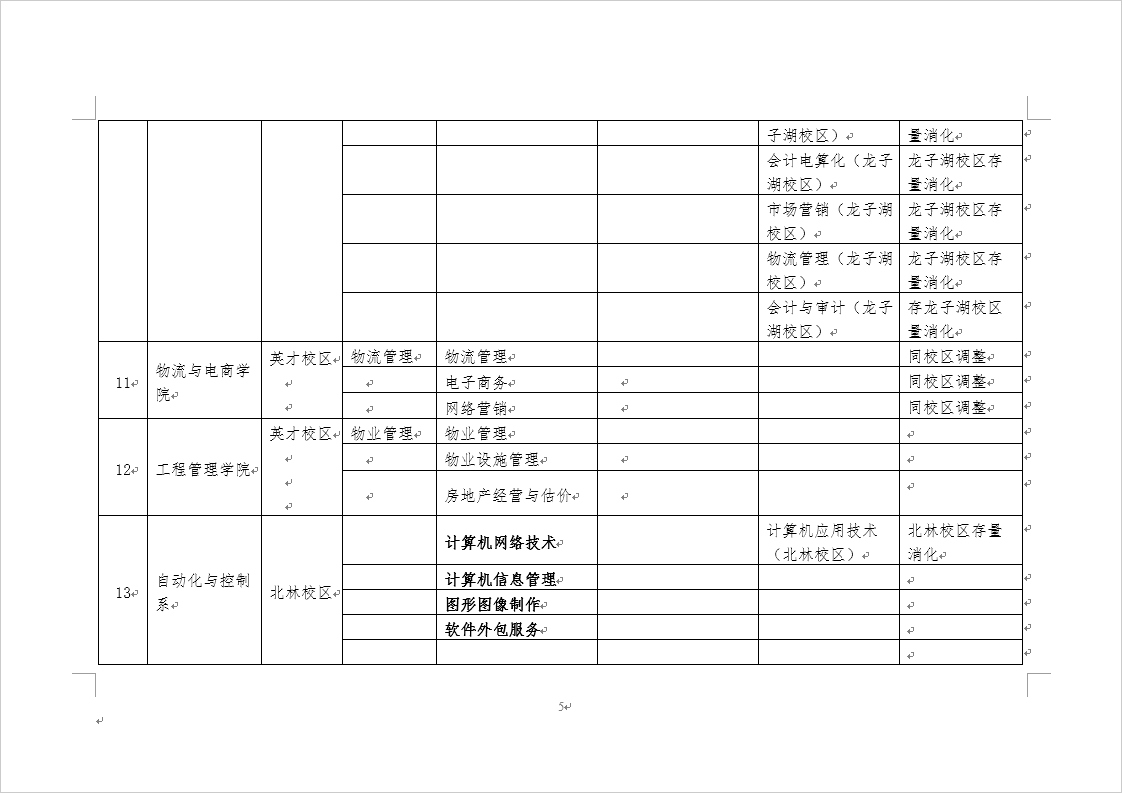 子湖校区） 量消化
会计电算化（龙子 龙子湖校区存
湖校区） 量消化
市场营销（龙子湖 龙子湖校区存
校区） 量消化
物流管理（龙子湖 龙子湖校区存
校区） 量消化
会计与审计（龙子 存龙子湖校区
湖校区） 量消化
11 物流与电商学 英才校区 物流管理 物流管理 同校区调整
院 电子商务 同校区调整
网络营销 同校区调整
12 工程管理学院 英才校区 物业管理 物业管理
物业设施管理
房地产经营与估价
13 自动化与控制 北林校区 计算机网络技术 计算机应用技术 北林校区存量
系 （北林校区） 消化
计算机信息管理
图形图像制作
软件外包服务
5